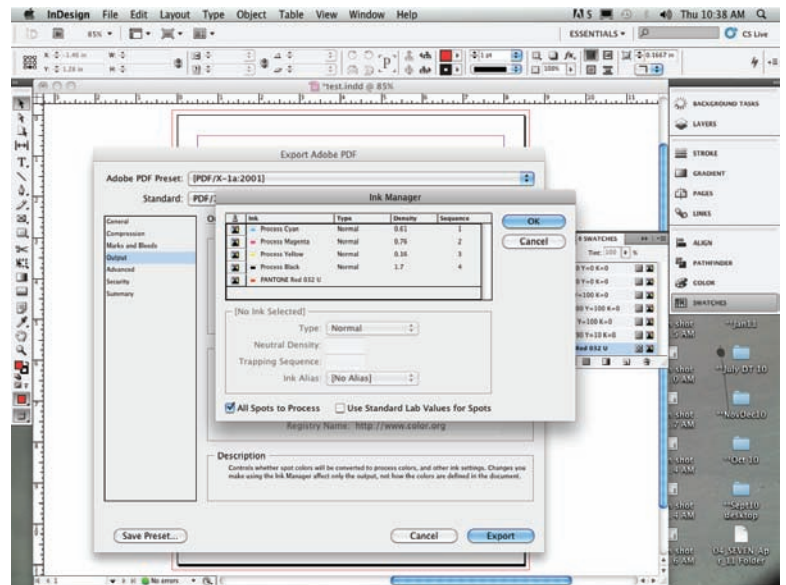 InDesign File Edit Layout Type Object Table View Window Help
Thu 10:38 AM
85%
ESSENTIALS
CS Live
*test.indd @ 85%
BACKGROUND TASKS
LAYERS
STROKE
GRADIENT
PAGES
LINKS
ALIGN
PATHFINDER
COLOR
SWATCHES
Export Adobe PDF
Adobe PDF Preset: [PDF/X-1a:2001]
Standard: PDF/
General
Compression
Marks and Bleeds
Output
Advanced
Security
Summary
Ink Manager
Ink Type Density Sequence
Process Cyan Normal 0.61 1
Process Magenta Normal 0.76 2
Process Yellow Normal 0.16 3
Process Black Normal 1.7 4
PANTONE Red 032 U
OK
Cancel
[No Ink Selected]
Type: Normal
Neutral Density:
Trapping Sequence:
Ink Alias: [No Alias]
All Spots to Process Use Standard Lab Values for Spots
Registry Name: http://www.color.org
Description
Controls whether spot colors will be converted to process colors, and other ink settings. Changes you
make using the Ink Manager affect only the output, not how the colors are defined in the document.
Save Preset...
Cancel
Export
SWATCHES
Tint: 100 %
Red 032 U
No errors